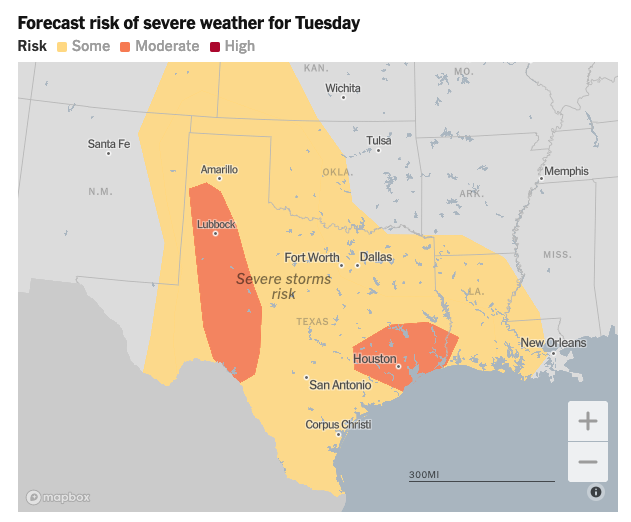 Forecast risk of severe weather for Tuesday
Risk Some Moderate High
KAN.
MO.
Wichita
Santa Fe
Tulsa
Amarillo
Memphis
OKLA.
N.M.
ARK.
Lubbock
MISS.
Fort Worth Dallas
Severe storms
risk
LA.
TEXAS
New Orleans
Houston
San Antonio
Corpus Christi
+
−
300MI
mapbox
i